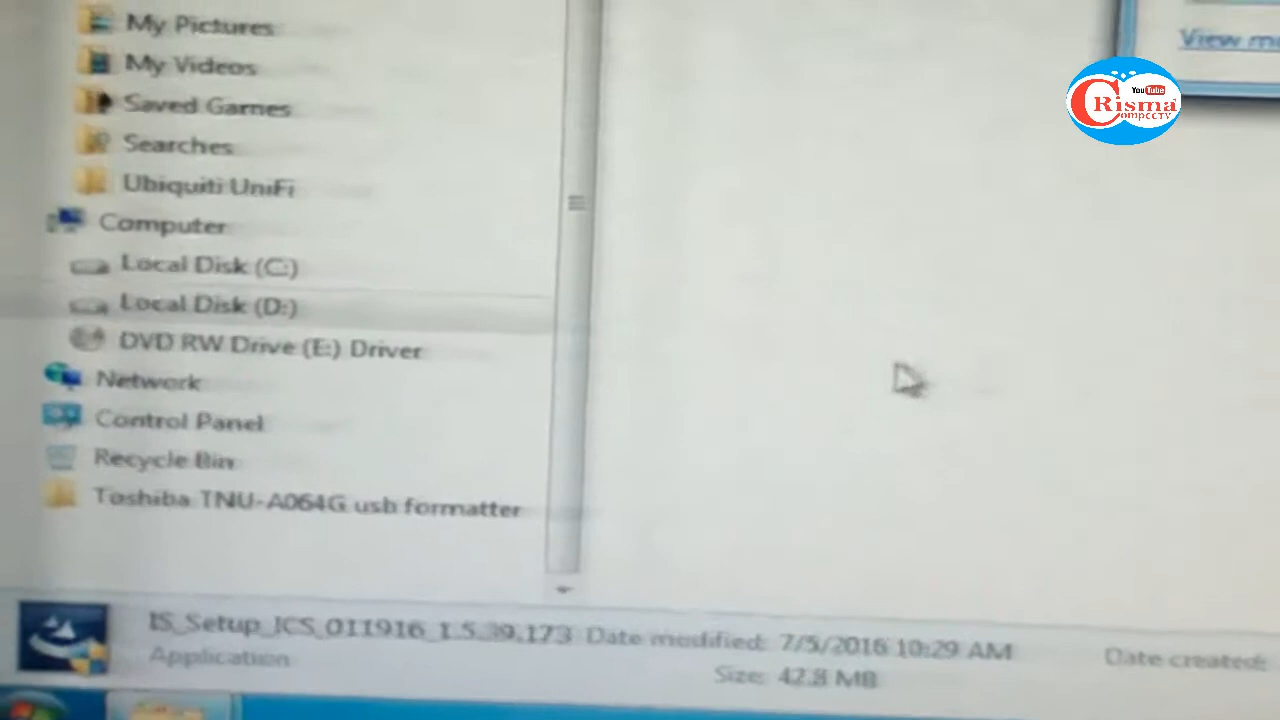 My Pictures
View m
YouTube
CRisma
CompCCTV
My Videos
Saved Games
Searches
Ubiquiti UniFi
Computer
Local Disk (C:)
Local Disk (D:)
DVD RW Drive (E:) Driver
Network
Control Panel
Recycle Bin
Toshiba TNU-A064G usb formatter
IS_Setup_ICS_011916_1.5.39.173 Date modified: 7/5/2016 10:29 AM Date created:
Application Size: 42.8 MB